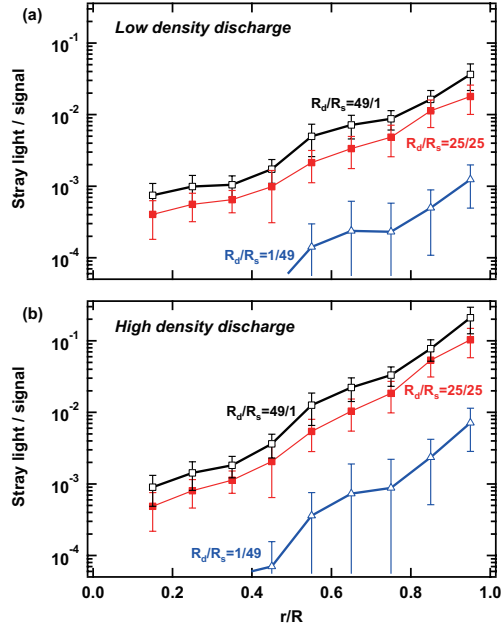 (a)
Low density discharge
10⁻¹
10⁻²
10⁻³
10⁻⁴
Stray light / signal
R_d/R_s=49/1
R_d/R_s=25/25
R_d/R_s=1/49
(b)
High density discharge
10⁻¹
10⁻²
10⁻³
10⁻⁴
Stray light / signal
R_d/R_s=49/1
R_d/R_s=25/25
R_d/R_s=1/49
0.0 0.2 0.4 0.6 0.8 1.0
r/R